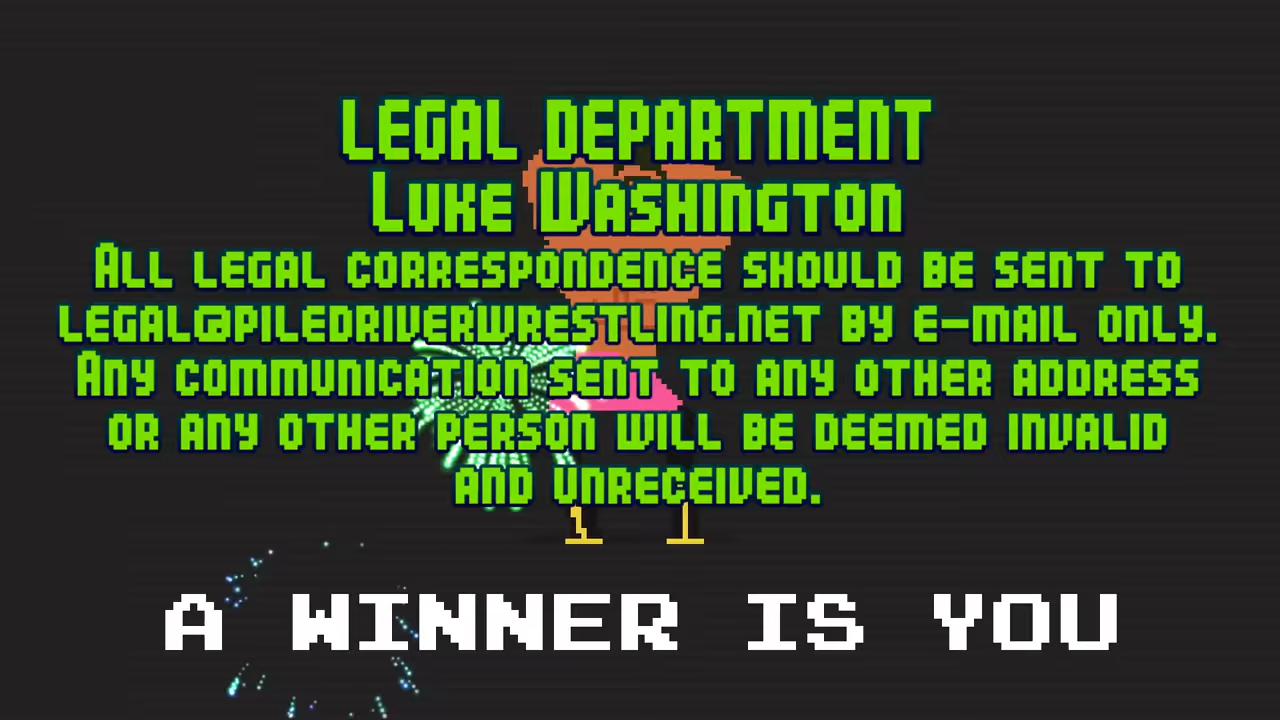 LEGAL DEPARTMENT
LUKE WASHINGTON
ALL LEGAL CORRESPONDENCE SHOULD BE SENT TO
LEGAL@PILEDRIVERWRESTLING.NET BY E-MAIL ONLY.
ANY COMMUNICATION SENT TO ANY OTHER ADDRESS
OR ANY OTHER PERSON WILL BE DEEMED INVALID
AND UNRECEIVED.
A WINNER IS YOU